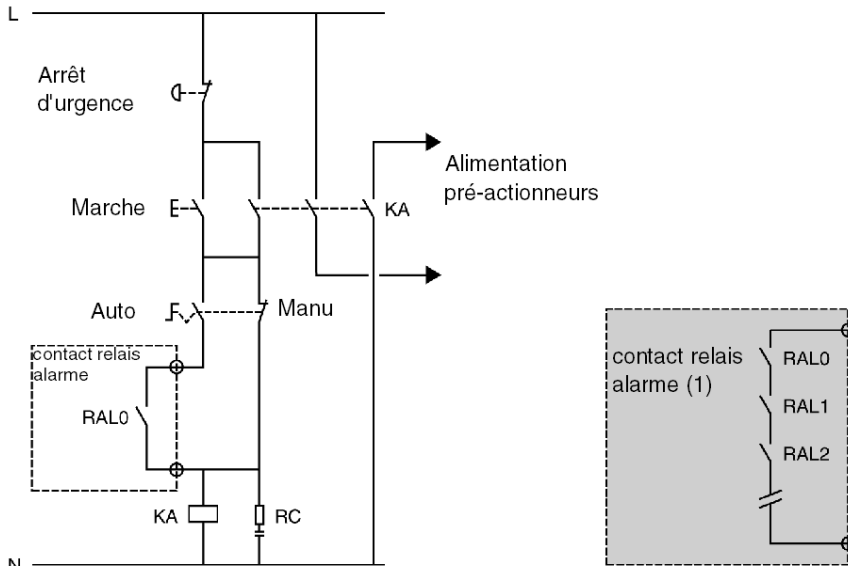 L
Arrêt
d'urgence
Alimentation
pré-actionneurs
Marche
KA
Auto
Manu
contact relais
alarme
RAL0
KA
RC
N
contact relais
alarme (1)
RAL0
RAL1
RAL2